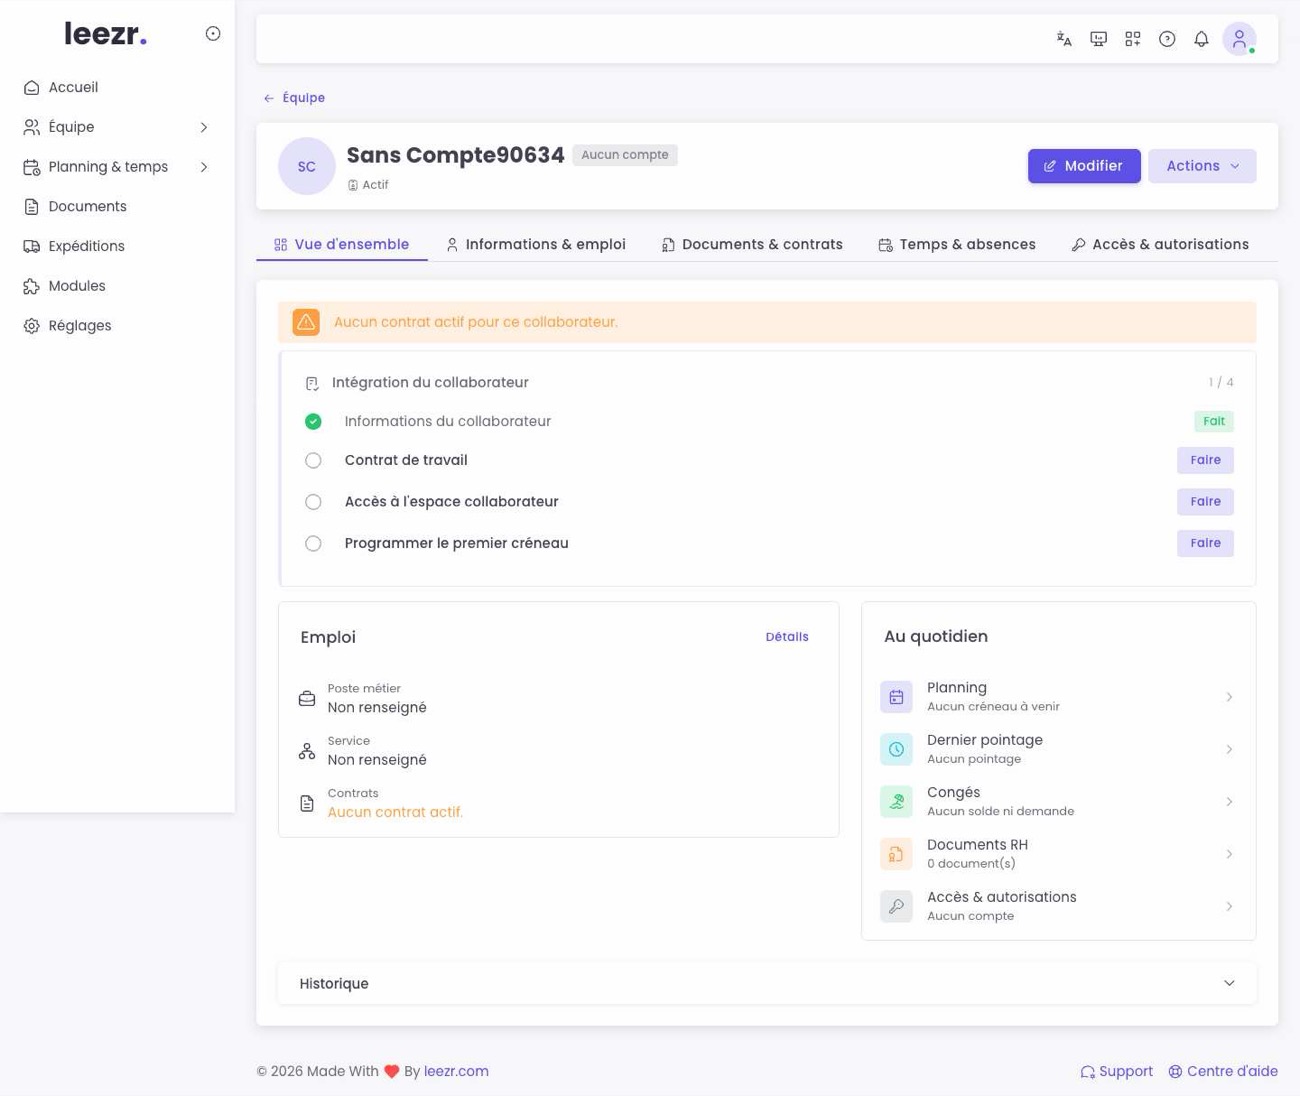 leezr.
Accueil
Équipe
Planning & temps
Documents
Expéditions
Modules
Réglages
← Équipe
SC
Sans Compte90634
Aucun compte
Actif
Modifier
Actions
Vue d'ensemble
Informations & emploi
Documents & contrats
Temps & absences
Accès & autorisations
Aucun contrat actif pour ce collaborateur.
Intégration du collaborateur
1 / 4
Informations du collaborateur
Fait
Contrat de travail
Faire
Accès à l'espace collaborateur
Faire
Programmer le premier créneau
Faire
Emploi
Détails
Poste métier
Non renseigné
Service
Non renseigné
Contrats
Aucun contrat actif.
Au quotidien
Planning
Aucun créneau à venir
Dernier pointage
Aucun pointage
Congés
Aucun solde ni demande
Documents RH
0 document(s)
Accès & autorisations
Aucun compte
Historique
© 2026 Made With ❤ By leezr.com
Support
Centre d'aide